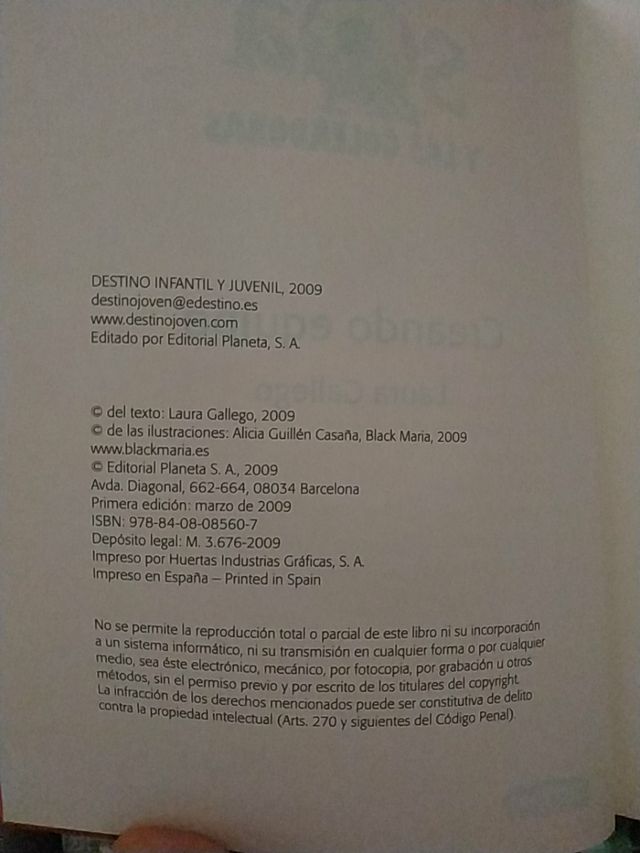 DESTINO INFANTIL Y JUVENIL, 2009
destinojoven@edestino.es
www.destinojoven.com
Editado por Editorial Planeta, S. A.
© del texto: Laura Gallego, 2009
© de las ilustraciones: Alicia Guillén Casaña, Black Maria, 2009
www.blackmaria.es
© Editorial Planeta S. A., 2009
Avda. Diagonal, 662-664, 08034 Barcelona
Primera edición: marzo de 2009
ISBN: 978-84-08-08560-7
Depósito legal: M. 3.676-2009
Impreso por Huertas Industrias Gráficas, S. A.
Impreso en España – Printed in Spain
No se permite la reproducción total o parcial de este libro ni su incorporación
a un sistema informático, ni su transmisión en cualquier forma o por cualquier
medio, sea éste electrónico, mecánico, por fotocopia, por grabación u otros
métodos, sin el permiso previo y por escrito de los titulares del copyright.
La infracción de los derechos mencionados puede ser constitutiva de delito
contra la propiedad intelectual (Arts. 270 y siguientes del Código Penal).